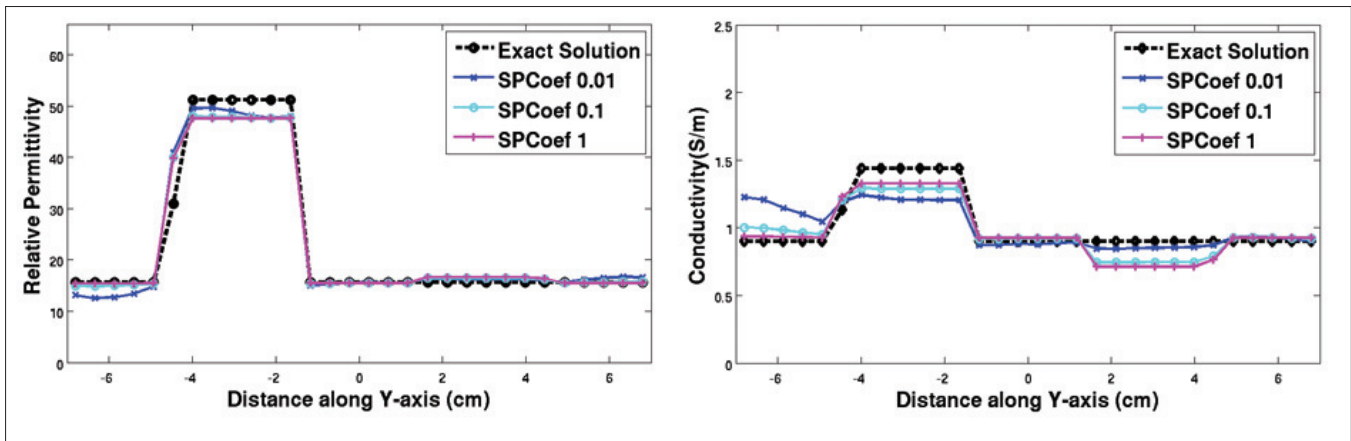 60
50
40
30
20
10
0
Relative Permittivity
Exact Solution
SPCoef 0.01
SPCoef 0.1
SPCoef 1
-6 -4 -2 0 2 4 6
Distance along Y-axis (cm)
2.5
2
1.5
1
0.5
0
Conductivity(S/m)
Exact Solution
SPCoef 0.01
SPCoef 0.1
SPCoef 1
-6 -4 -2 0 2 4 6
Distance along Y-axis (cm)